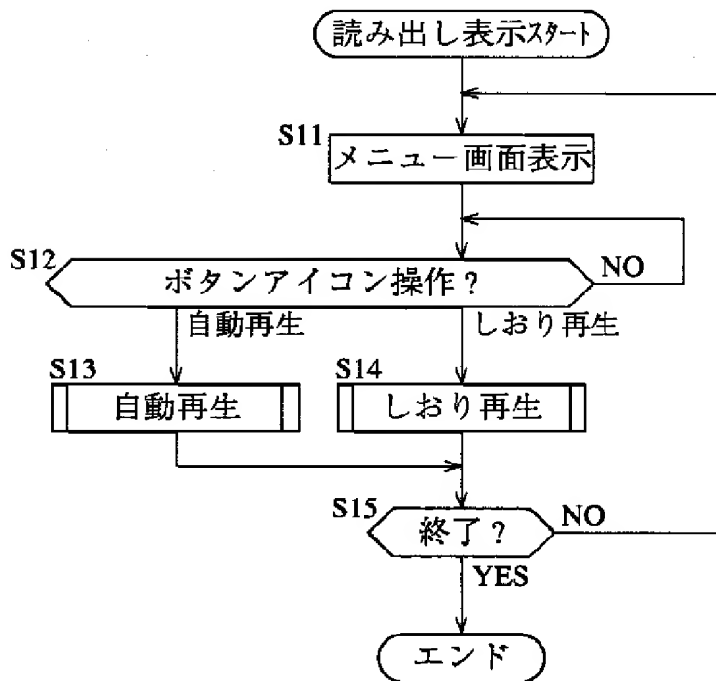 読み出し表示スタート
S11
メニュー画面表示
S12
ボタンアイコン操作？
NO
自動再生
しおり再生
S13
自動再生
S14
しおり再生
S15
終了？
NO
YES
エンド